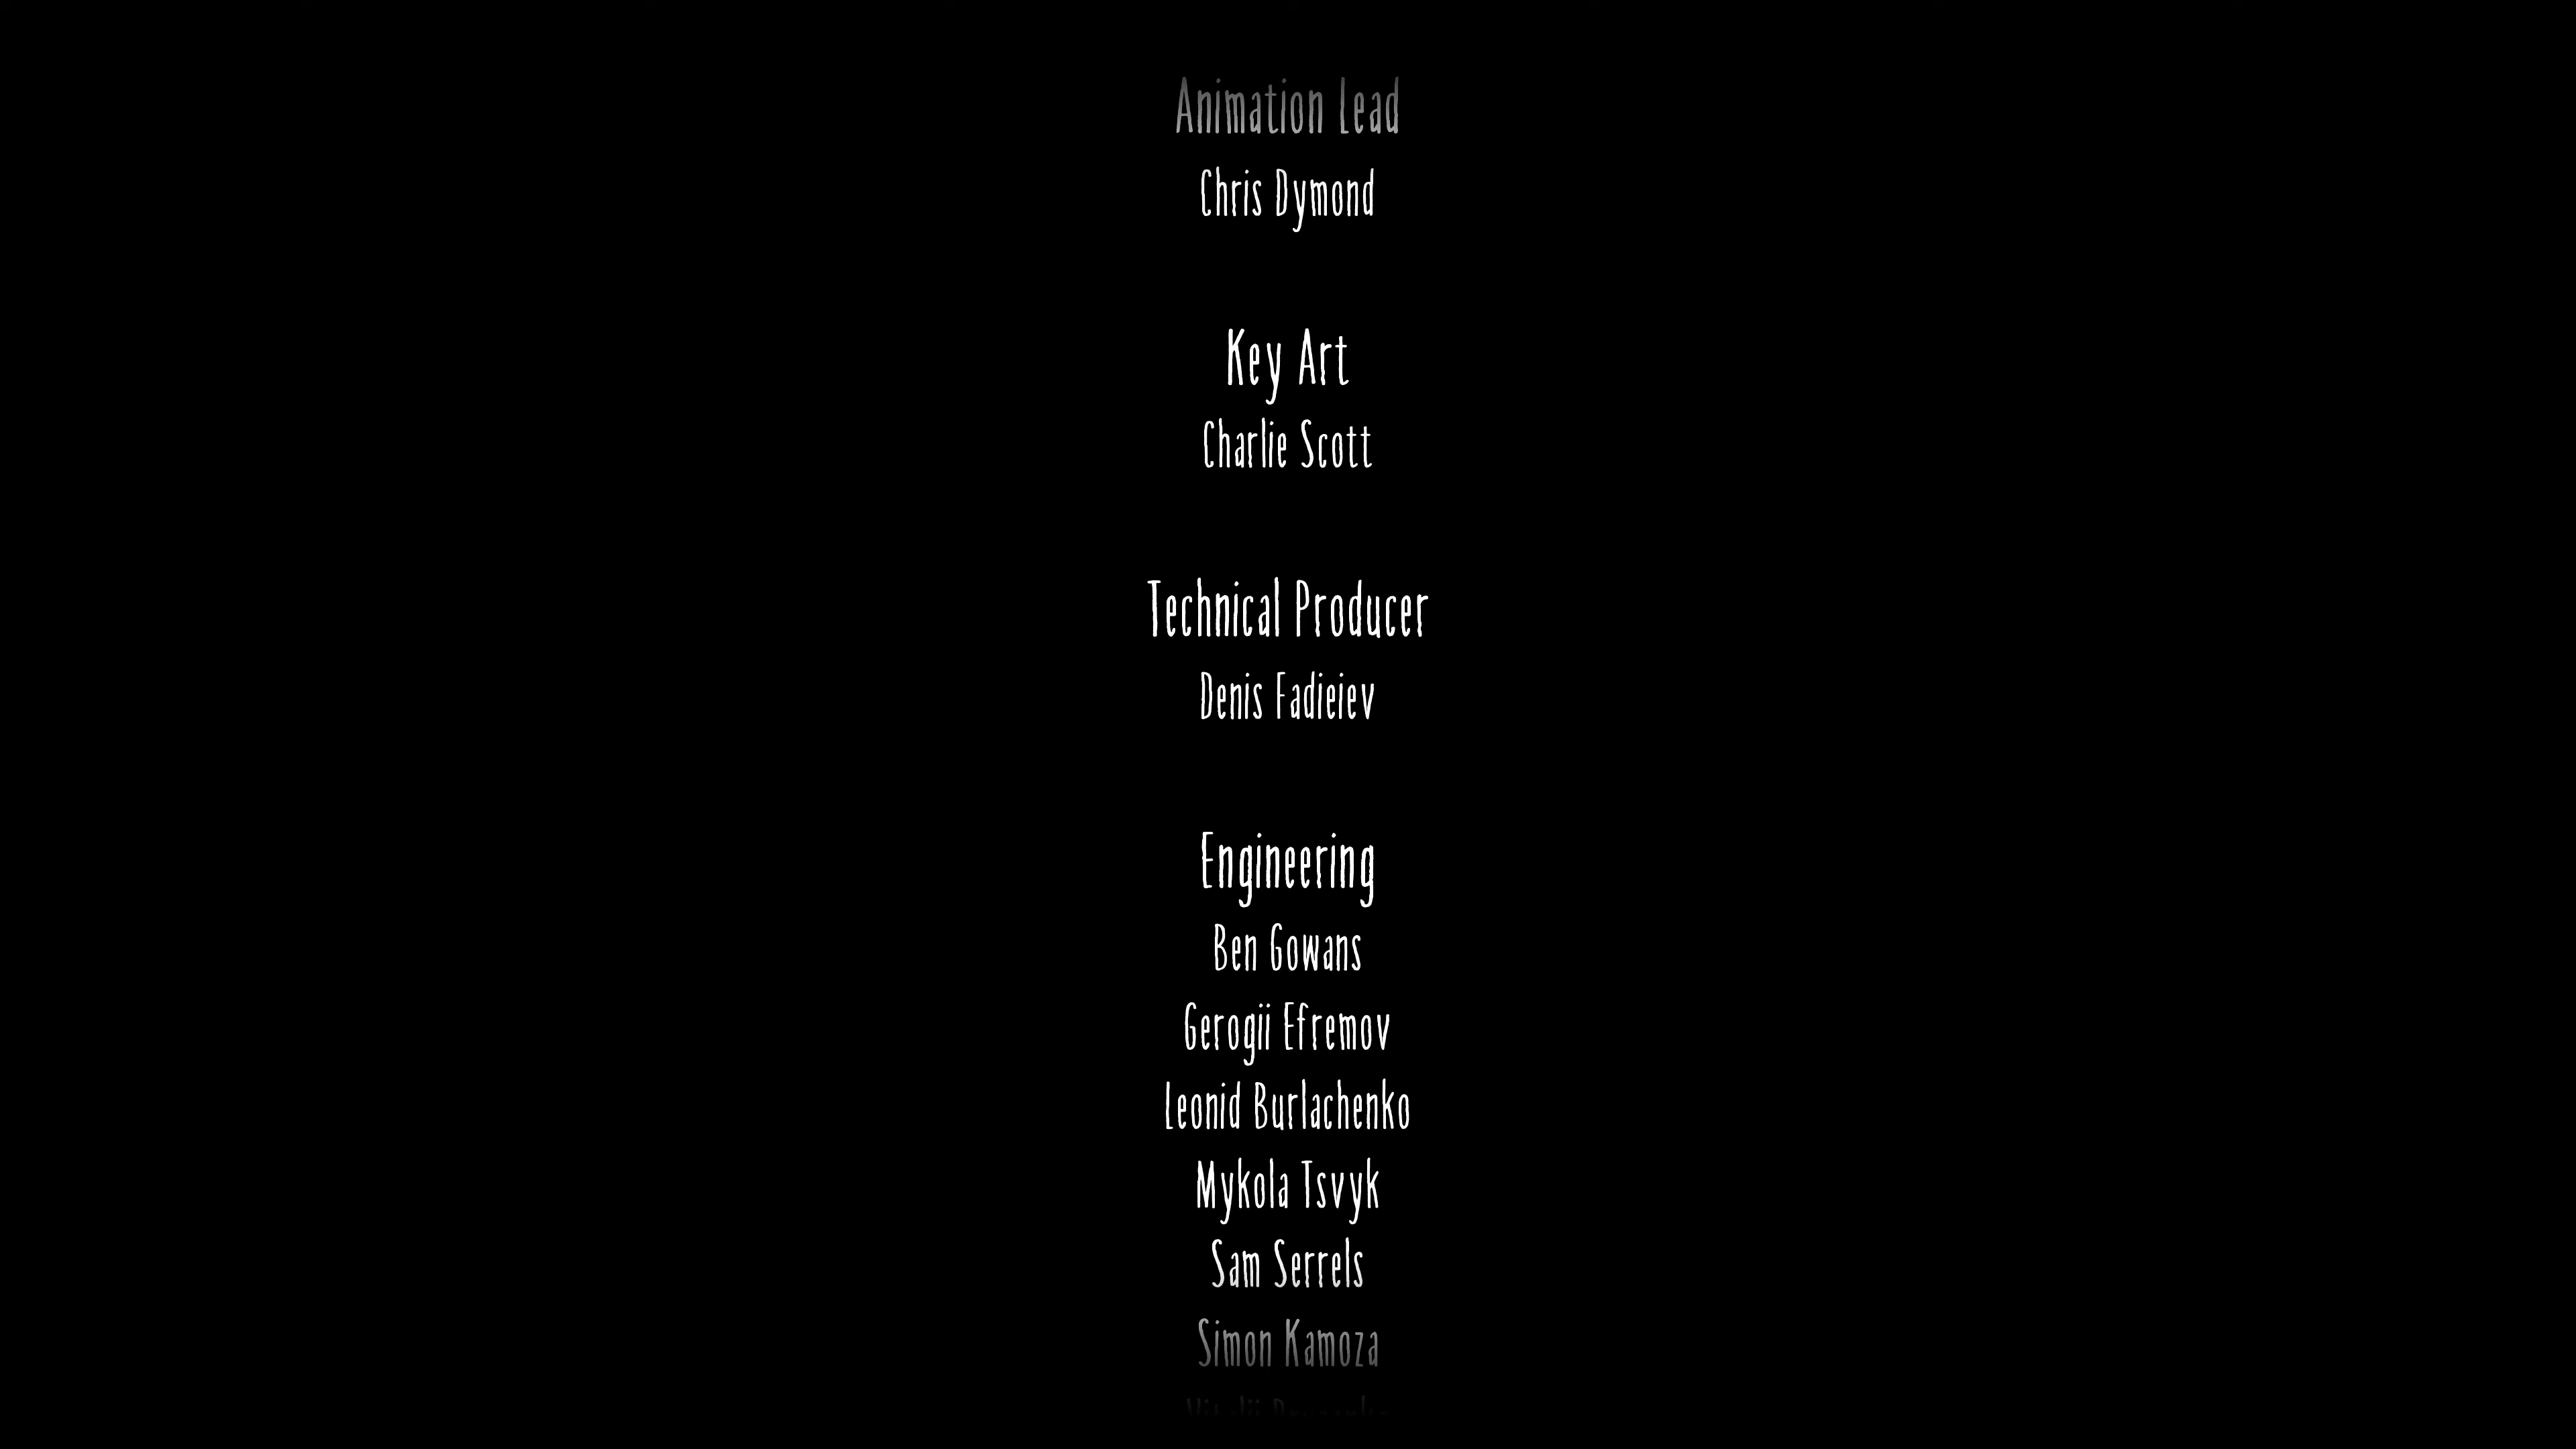 Animation Lead
Chris Dymond
Key Art
Charlie Scott
Technical Producer
Denis Fadieiev
Engineering
Ben Gowans
Gerogii Efremov
Leonid Burlachenko
Mykola Tsvyk
Sam Serrels
Simon Kamoza